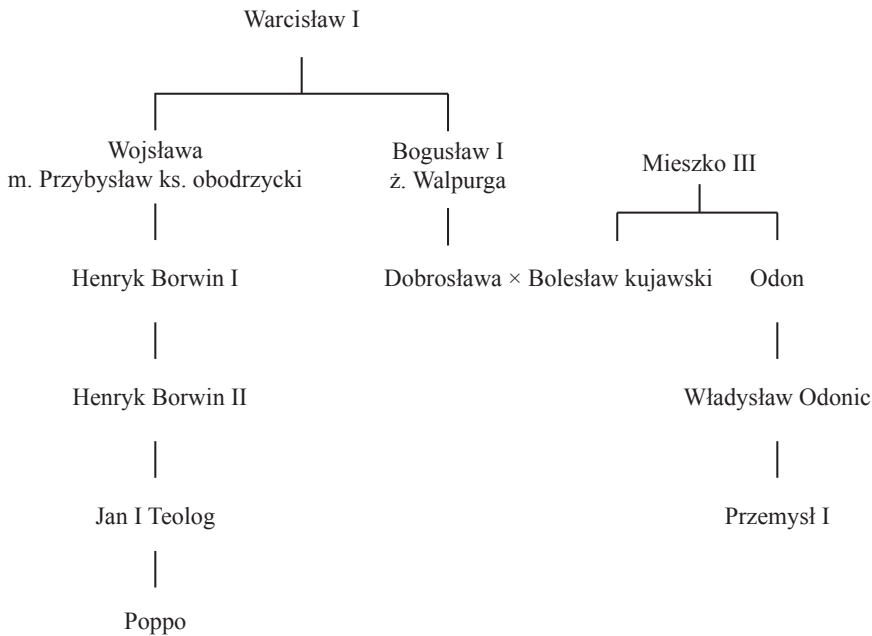 Warcisław I
Wojsława
m. Przybysław ks. obodrzycki
Bogusław I
ż. Walpurga
Mieszko III
Henryk Borwin I
Dobrosława × Bolesław kujawski
Odon
Henryk Borwin II
Władysław Odonic
Jan I Teolog
Przemysł I
Poppo